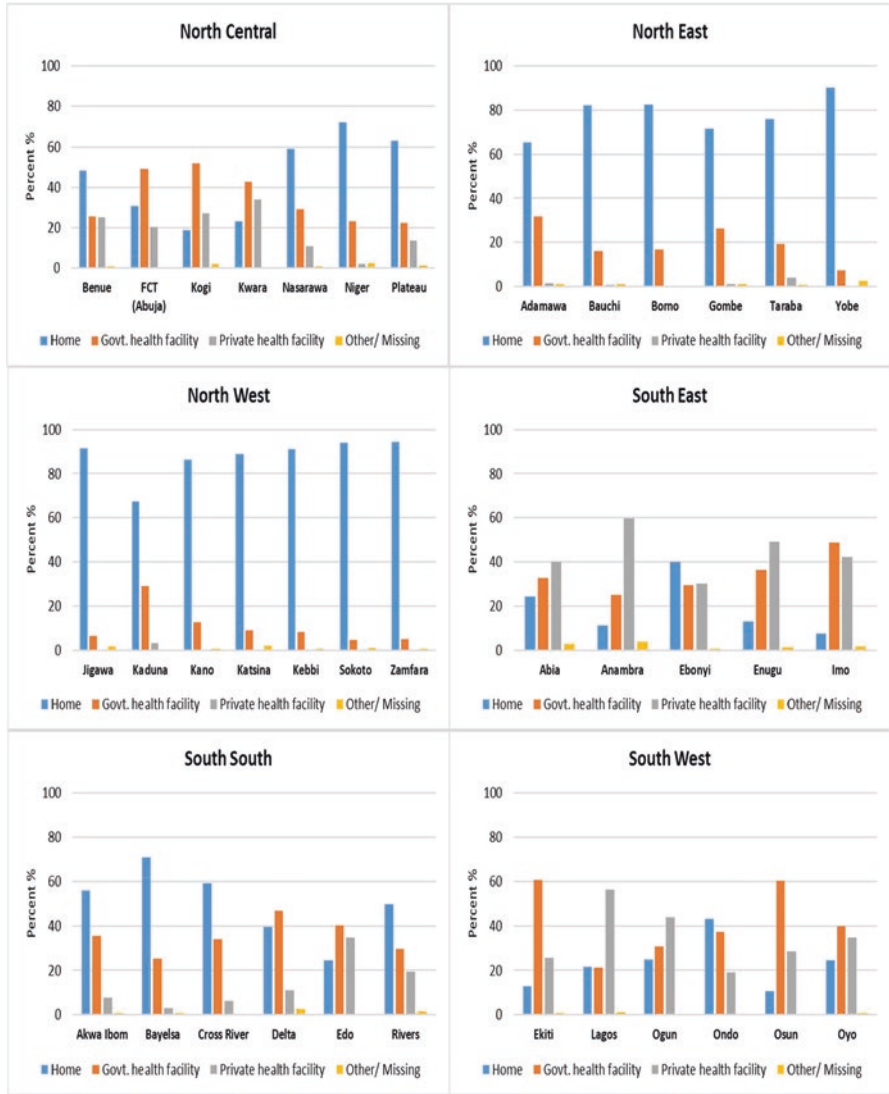 North Central
100
80
60
40
20
0
Percent %
Benue FCT (Abuja) Kogi Kwara Nasarawa Niger Plateau
Home Govt. health facility Private health facility Other/ Missing
North East
100
80
60
40
20
0
Percent %
Adamawa Bauchi Borno Gombe Taraba Yobe
Home Govt. health facility Private health facility Other/ Missing
North West
100
80
60
40
20
0
Percent %
Jigawa Kaduna Kano Katsina Kebbi Sokoto Zamfara
Home Govt. health facility Private health facility Other/ Missing
South East
100
80
60
40
20
0
Percent %
Abia Anambra Ebonyi Enugu Imo
Home Govt. health facility Private health facility Other/ Missing
South South
100
80
60
40
20
0
Percent %
Akwa Ibom Bayelsa Cross River Delta Edo Rivers
Home Govt. health facility Private health facility Other/ Missing
South West
100
80
60
40
20
0
Percent %
Ekiti Lagos Ogun Ondo Osun Oyo
Home Govt. health facility Private health facility Other/ Missing